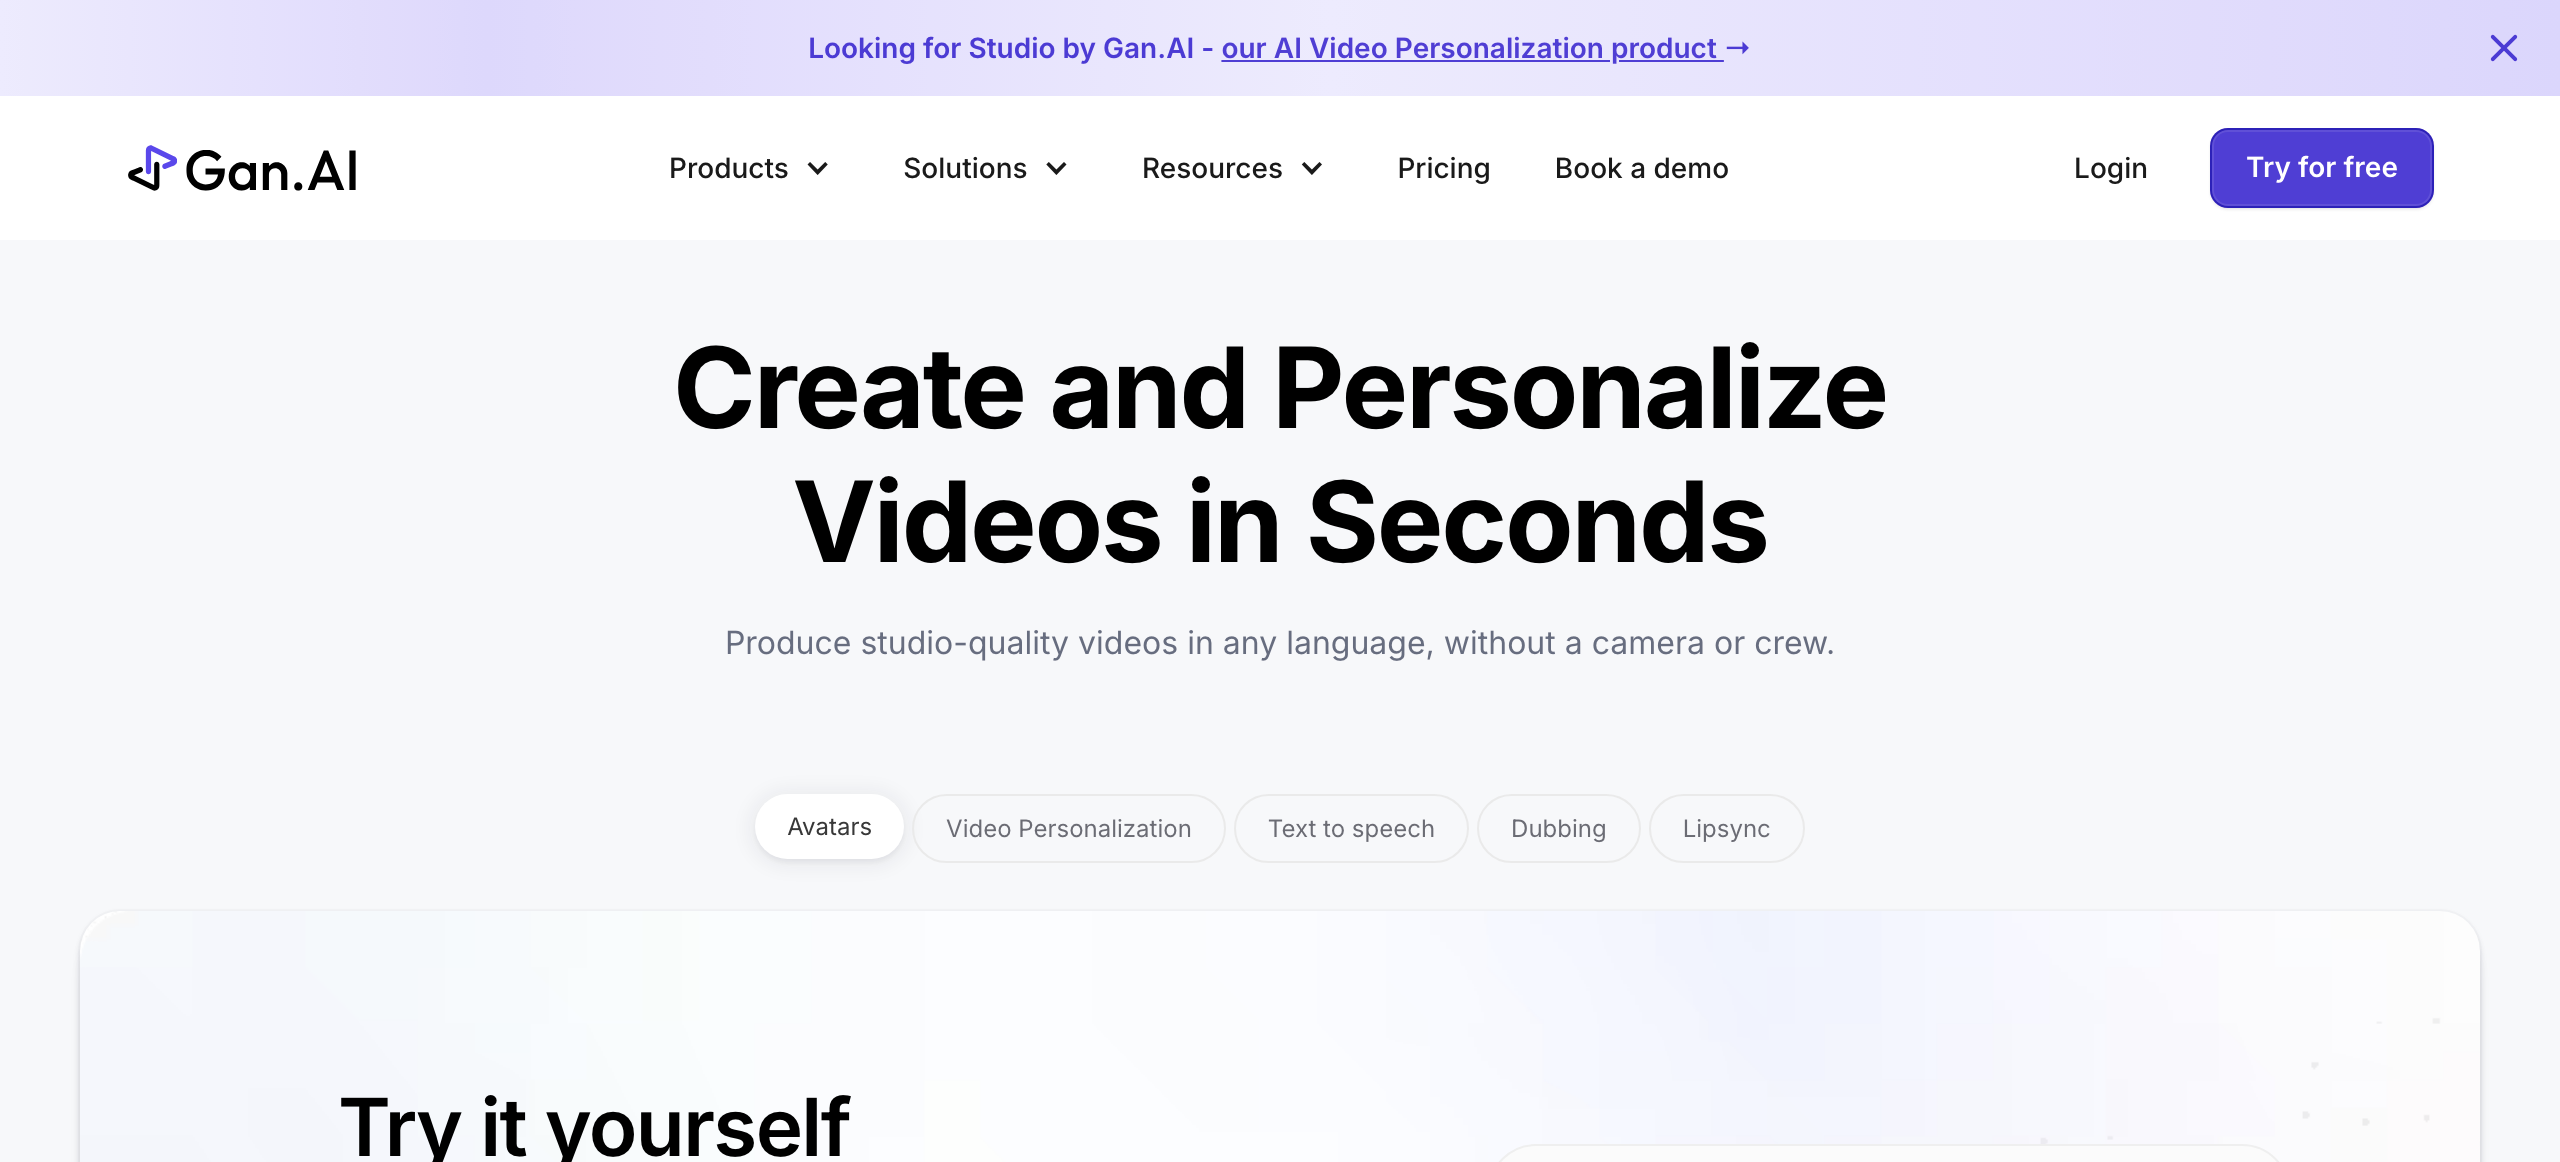 Looking for Studio by Gan.AI - our AI Video Personalization product →
Gan.AI
Products
Solutions
Resources
Pricing
Book a demo
Login
Try for free
Create and Personalize
Videos in Seconds
Produce studio-quality videos in any language, without a camera or crew.
Avatars
Video Personalization
Text to speech
Dubbing
Lipsync
Try it yourself